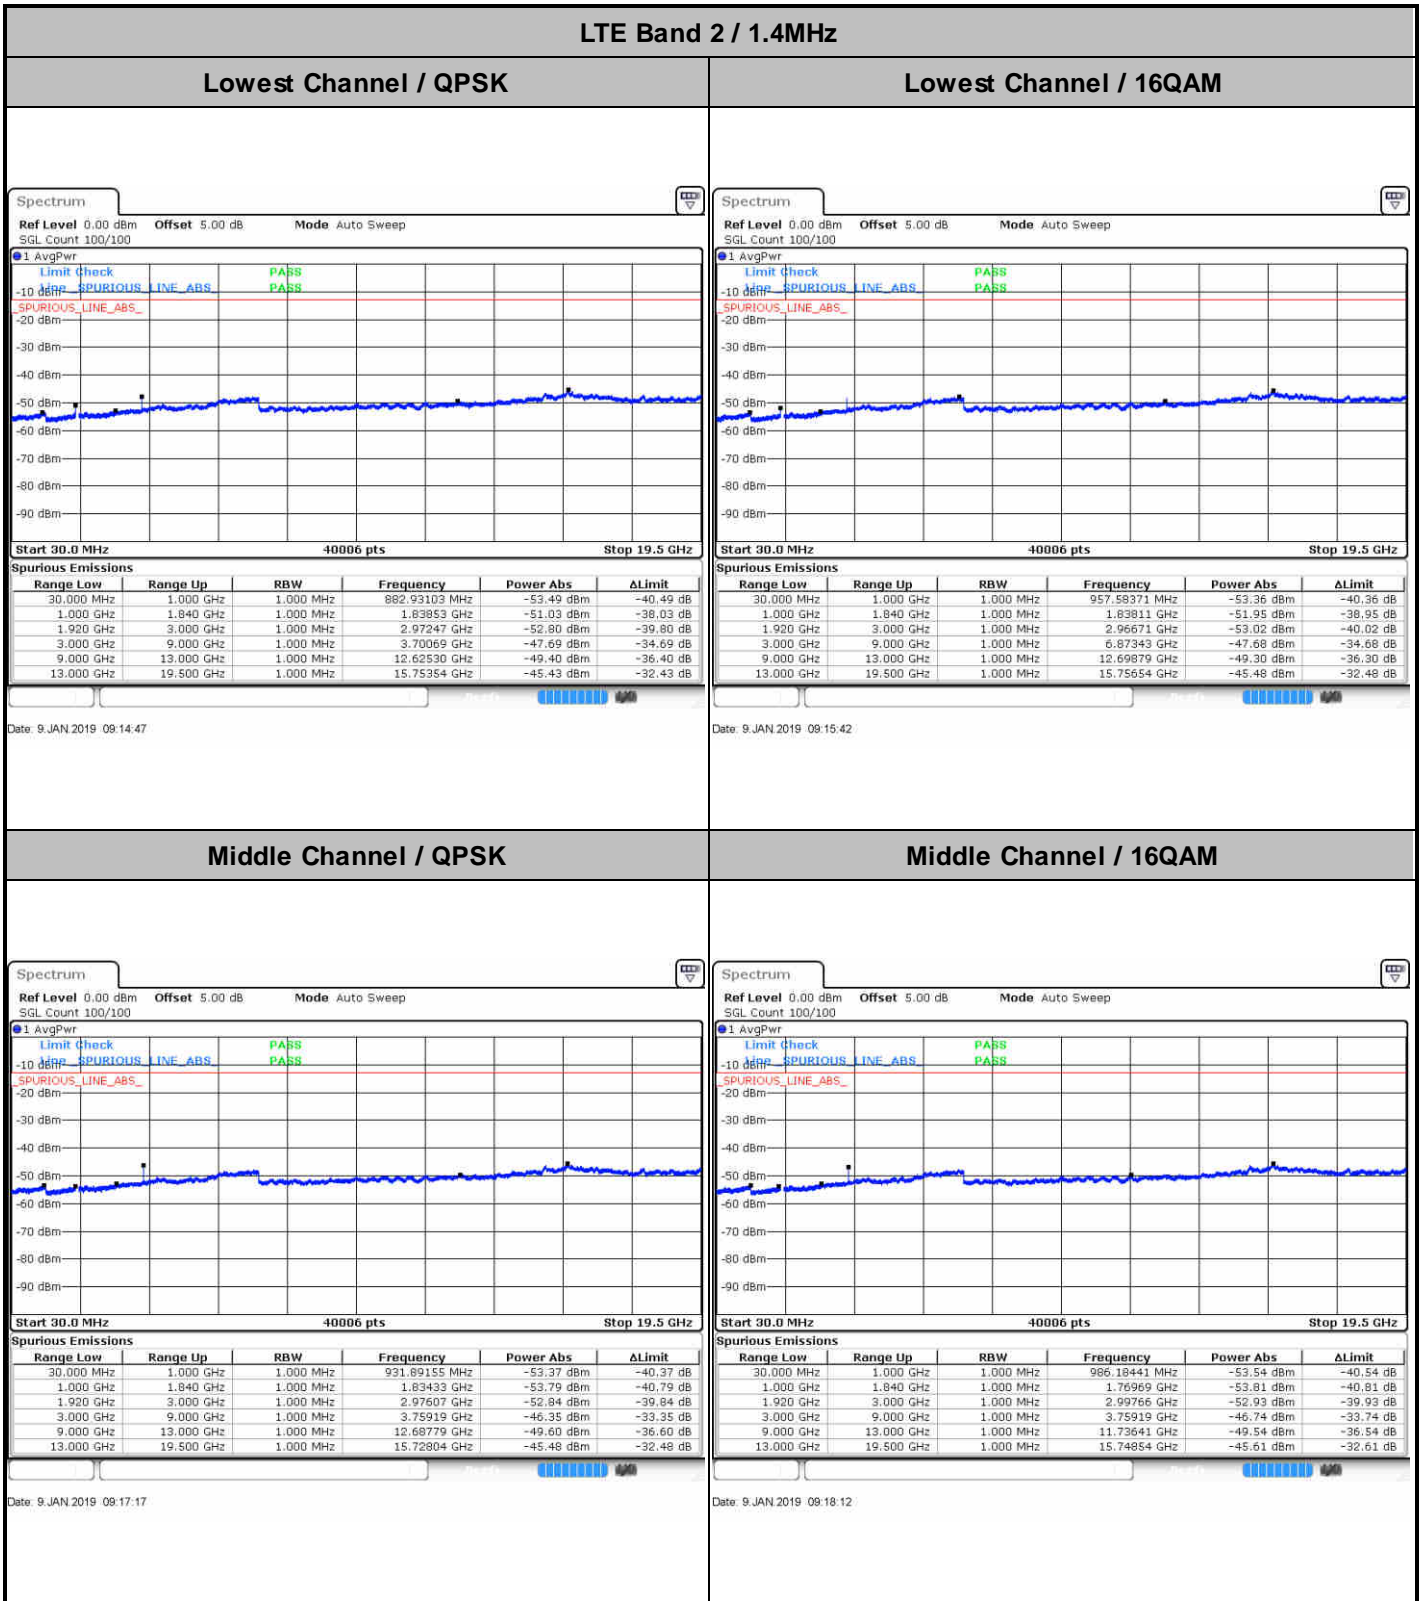 LTE Band 2 / 1.4MHz
Lowest Channel / QPSK
Lowest Channel / 16QAM
Spectrum
Ref Level 0.00 dBm Offset 5.00 dB Mode Auto Sweep
SGL Count 100/100
1 AvgPwr
Limit Check PASS
Line _SPURIOUS_LINE_ABS_ PASS
-10 dBm
_SPURIOUS_LINE_ABS_
-20 dBm
-30 dBm
-40 dBm
-50 dBm
-60 dBm
-70 dBm
-80 dBm
-90 dBm
Start 30.0 MHz 40006 pts Stop 19.5 GHz
Spurious Emissions
Range Low Range Up RBW Frequency Power Abs ΔLimit
30.000 MHz 1.000 GHz 1.000 MHz 882.93103 MHz -53.49 dBm -40.49 dB
1.000 GHz 1.840 GHz 1.000 MHz 1.83853 GHz -51.03 dBm -38.03 dB
1.920 GHz 3.000 GHz 1.000 MHz 2.97247 GHz -52.80 dBm -39.80 dB
3.000 GHz 9.000 GHz 1.000 MHz 3.70069 GHz -47.69 dBm -34.69 dB
9.000 GHz 13.000 GHz 1.000 MHz 12.62530 GHz -49.40 dBm -36.40 dB
13.000 GHz 19.500 GHz 1.000 MHz 15.75354 GHz -45.43 dBm -32.43 dB
Date: 9.JAN.2019 09:14:47
Spectrum
Ref Level 0.00 dBm Offset 5.00 dB Mode Auto Sweep
SGL Count 100/100
1 AvgPwr
Limit Check PASS
Line _SPURIOUS_LINE_ABS_ PASS
-10 dBm
_SPURIOUS_LINE_ABS_
-20 dBm
-30 dBm
-40 dBm
-50 dBm
-60 dBm
-70 dBm
-80 dBm
-90 dBm
Start 30.0 MHz 40006 pts Stop 19.5 GHz
Spurious Emissions
Range Low Range Up RBW Frequency Power Abs ΔLimit
30.000 MHz 1.000 GHz 1.000 MHz 957.58371 MHz -53.36 dBm -40.36 dB
1.000 GHz 1.840 GHz 1.000 MHz 1.83811 GHz -51.95 dBm -38.95 dB
1.920 GHz 3.000 GHz 1.000 MHz 2.96671 GHz -53.02 dBm -40.02 dB
3.000 GHz 9.000 GHz 1.000 MHz 6.87343 GHz -47.68 dBm -34.68 dB
9.000 GHz 13.000 GHz 1.000 MHz 12.69879 GHz -49.30 dBm -36.30 dB
13.000 GHz 19.500 GHz 1.000 MHz 15.75654 GHz -45.48 dBm -32.48 dB
Date: 9.JAN.2019 09:15:42
Middle Channel / QPSK
Middle Channel / 16QAM
Spectrum
Ref Level 0.00 dBm Offset 5.00 dB Mode Auto Sweep
SGL Count 100/100
1 AvgPwr
Limit Check PASS
Line _SPURIOUS_LINE_ABS_ PASS
-10 dBm
_SPURIOUS_LINE_ABS_
-20 dBm
-30 dBm
-40 dBm
-50 dBm
-60 dBm
-70 dBm
-80 dBm
-90 dBm
Start 30.0 MHz 40006 pts Stop 19.5 GHz
Spurious Emissions
Range Low Range Up RBW Frequency Power Abs ΔLimit
30.000 MHz 1.000 GHz 1.000 MHz 931.89155 MHz -53.37 dBm -40.37 dB
1.000 GHz 1.840 GHz 1.000 MHz 1.83433 GHz -53.79 dBm -40.79 dB
1.920 GHz 3.000 GHz 1.000 MHz 2.97607 GHz -52.84 dBm -39.84 dB
3.000 GHz 9.000 GHz 1.000 MHz 3.75919 GHz -46.35 dBm -33.35 dB
9.000 GHz 13.000 GHz 1.000 MHz 12.68779 GHz -49.60 dBm -36.60 dB
13.000 GHz 19.500 GHz 1.000 MHz 15.72804 GHz -45.48 dBm -32.48 dB
Date: 9.JAN.2019 09:17:17
Spectrum
Ref Level 0.00 dBm Offset 5.00 dB Mode Auto Sweep
SGL Count 100/100
1 AvgPwr
Limit Check PASS
Line _SPURIOUS_LINE_ABS_ PASS
-10 dBm
_SPURIOUS_LINE_ABS_
-20 dBm
-30 dBm
-40 dBm
-50 dBm
-60 dBm
-70 dBm
-80 dBm
-90 dBm
Start 30.0 MHz 40006 pts Stop 19.5 GHz
Spurious Emissions
Range Low Range Up RBW Frequency Power Abs ΔLimit
30.000 MHz 1.000 GHz 1.000 MHz 986.18441 MHz -53.54 dBm -40.54 dB
1.000 GHz 1.840 GHz 1.000 MHz 1.76969 GHz -53.81 dBm -40.81 dB
1.920 GHz 3.000 GHz 1.000 MHz 2.99766 GHz -52.93 dBm -39.93 dB
3.000 GHz 9.000 GHz 1.000 MHz 3.75919 GHz -46.74 dBm -33.74 dB
9.000 GHz 13.000 GHz 1.000 MHz 11.73641 GHz -49.54 dBm -36.54 dB
13.000 GHz 19.500 GHz 1.000 MHz 15.74854 GHz -45.61 dBm -32.61 dB
Date: 9.JAN.2019 09:18:12